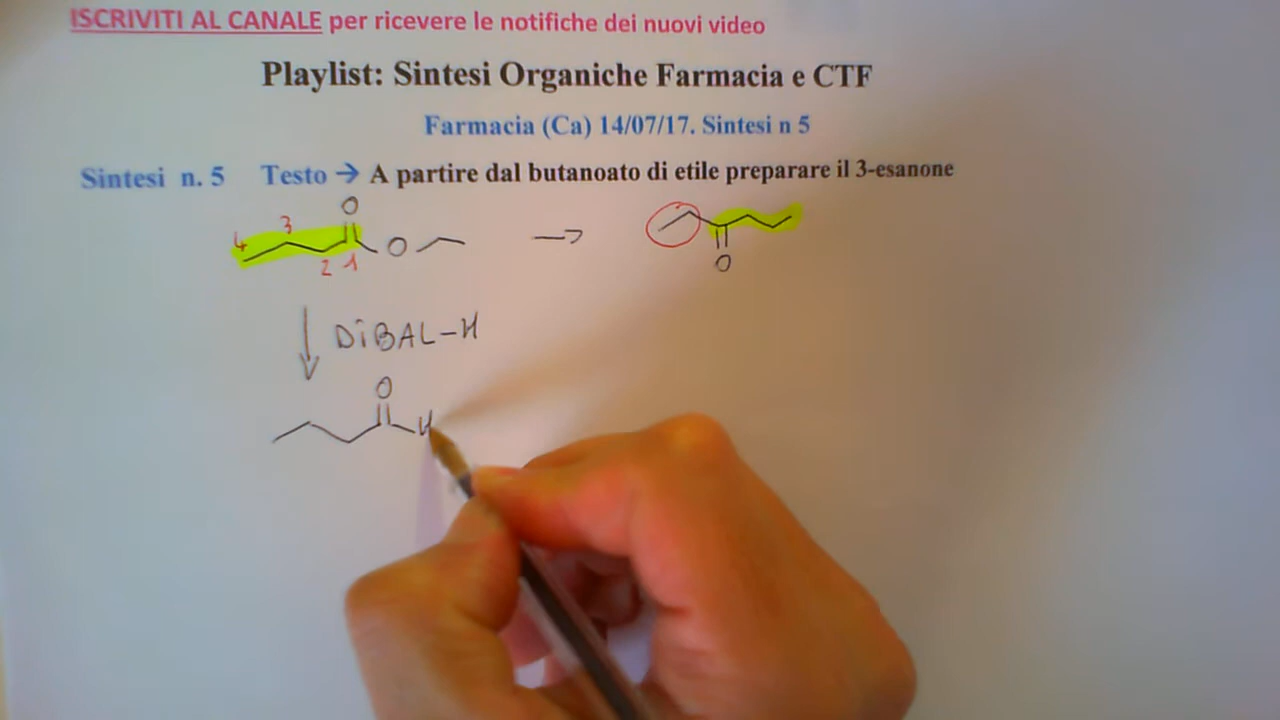 ISCRIVITI AL CANALE per ricevere le notifiche dei nuovi video
Playlist: Sintesi Organiche Farmacia e CTF
Farmacia (Ca) 14/07/17. Sintesi n 5
Sintesi n. 5 Testo → A partire dal butanoato di etile preparare il 3-esanone
O
4 3 2 1 O → O
DiBAL-H
O
H